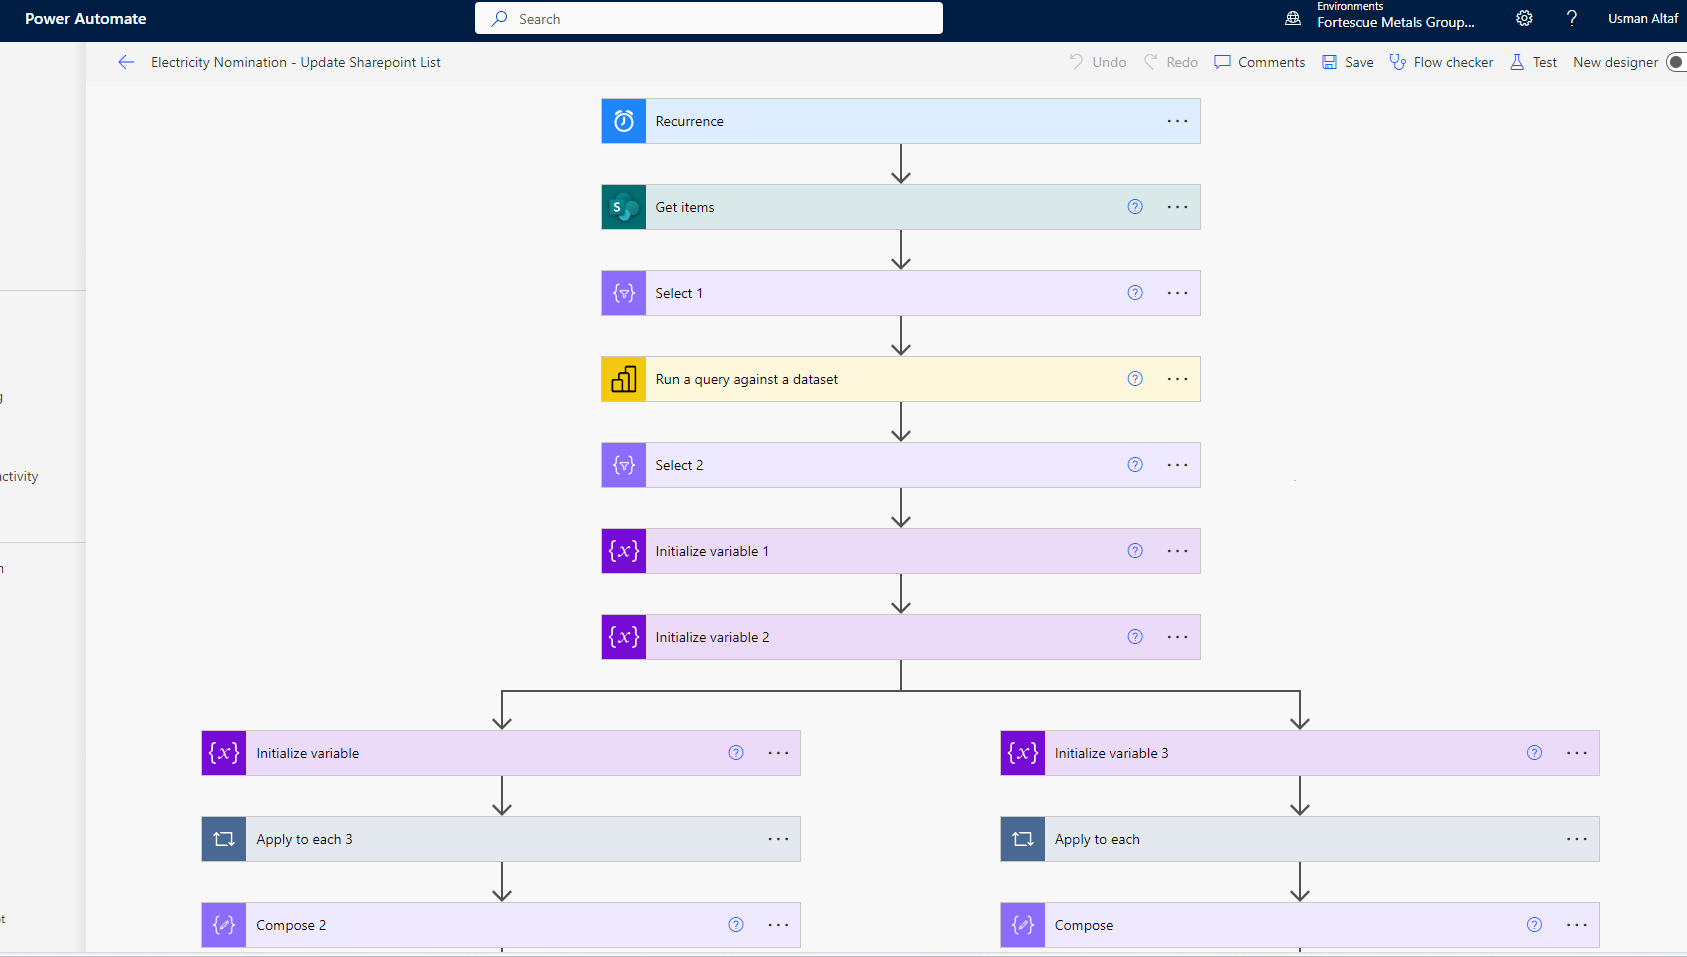 Power Automate
Search
Environments
Fortescue Metals Group...
?
Usman Altaf
Electricity Nomination - Update Sharepoint List
Undo
Redo
Comments
Save
Flow checker
Test
New designer
Recurrence
S
Get items
?
Select 1
?
Run a query against a dataset
?
ctivity
Select 2
?
{x}
Initialize variable 1
?
{x}
Initialize variable 2
?
{x}
Initialize variable
?
{x}
Initialize variable 3
?
Apply to each 3
Apply to each
Compose 2
?
Compose
?